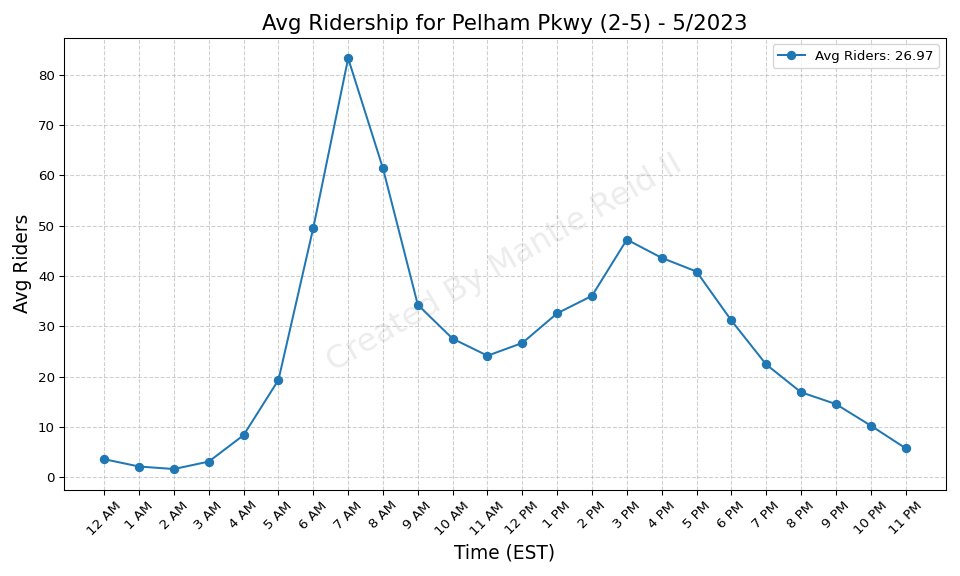 Avg Ridership for Pelham Pkwy (2-5) - 5/2023
Avg Riders: 26.97
Avg Riders
80
70
60
50
40
30
20
10
0
Created By Mantie Reid II
12 AM
1 AM
2 AM
3 AM
4 AM
5 AM
6 AM
7 AM
8 AM
9 AM
10 AM
11 AM
12 PM
1 PM
2 PM
3 PM
4 PM
5 PM
6 PM
7 PM
8 PM
9 PM
10 PM
11 PM
Time (EST)